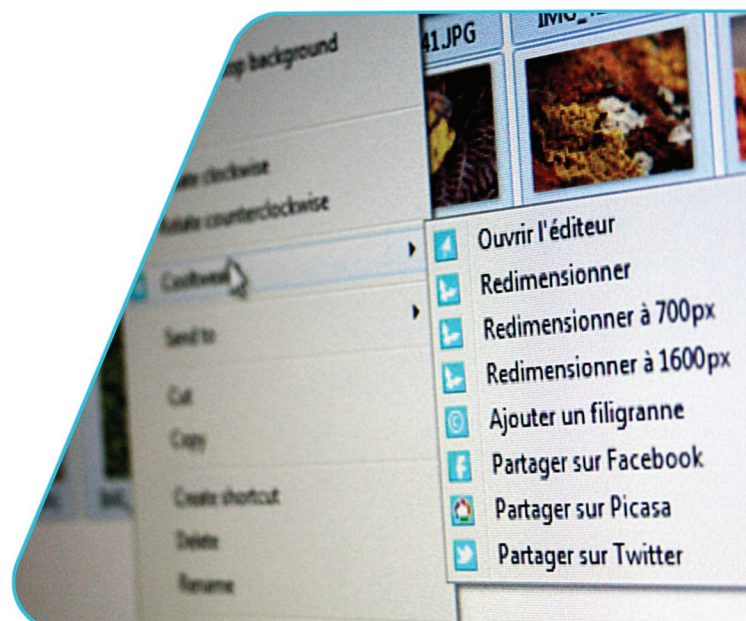 41.JPG
background
clockwise
Rotate counterclockwise
Send to
Cut
Copy
Create shortcut
Delete
Rename
Ouvrir l'éditeur
Redimensionner
Redimensionner à 700px
Redimensionner à 1600px
Ajouter un filigranne
Partager sur Facebook
Partager sur Picasa
Partager sur Twitter